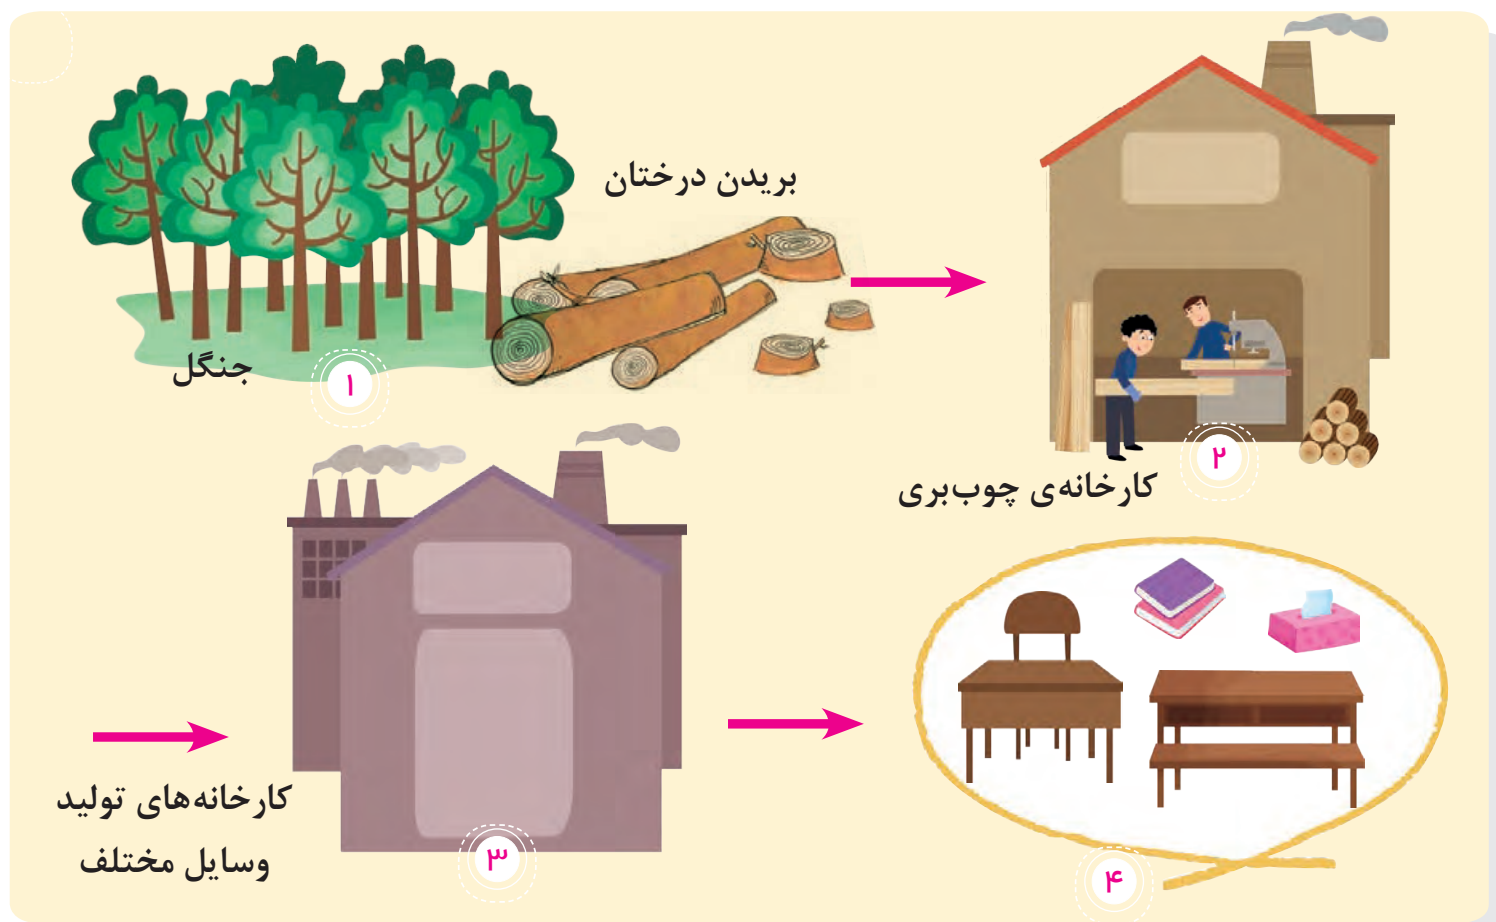 بریدن درختان
جنگل
۱
کارخانه‌ی چوب‌بری
۲
کارخانه‌های تولید
وسایل مختلف
۳
۴